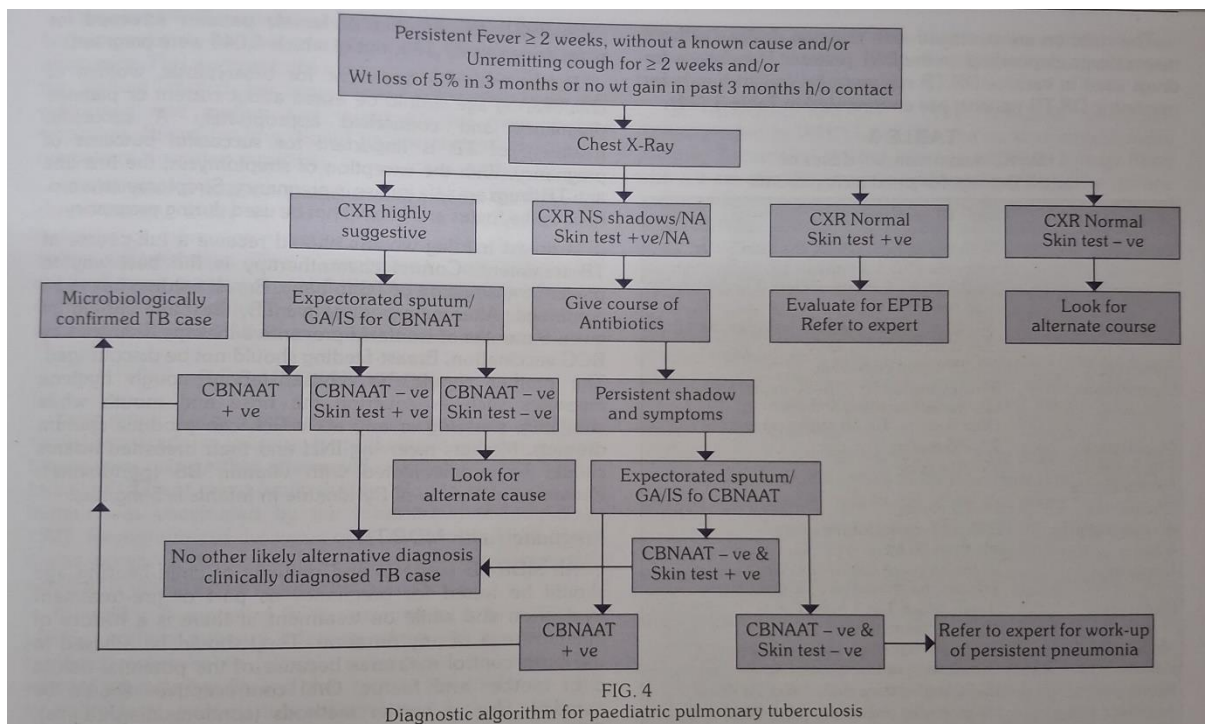 Persistent Fever ≥ 2 weeks, without a known cause and/or
Unremitting cough for ≥ 2 weeks and/or
Wt loss of 5% in 3 months or no wt gain in past 3 months h/o contact
Chest X-Ray
CXR highly
suggestive
CXR NS shadows/NA
Skin test +ve/NA
CXR Normal
Skin test +ve
CXR Normal
Skin test – ve
Microbiologically
confirmed TB case
Expectorated sputum/
GA/IS for CBNAAT
Give course of
Antibiotics
Evaluate for EPTB
Refer to expert
Look for
alternate course
CBNAAT
+ ve
CBNAAT – ve
Skin test + ve
CBNAAT – ve
Skin test – ve
Persistent shadow
and symptoms
Look for
alternate cause
Expectorated sputum/
GA/IS fo CBNAAT
No other likely alternative diagnosis
clinically diagnosed TB case
CBNAAT – ve &
Skin test + ve
CBNAAT
+ ve
CBNAAT – ve &
Skin test – ve
Refer to expert for work-up
of persistent pneumonia
FIG. 4
Diagnostic algorithm for paediatric pulmonary tuberculosis